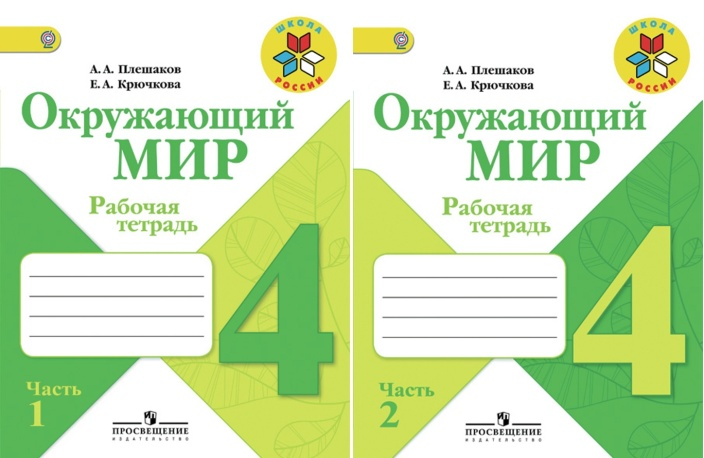 ШКОЛА
РОССИИ
А. А. Плешаков
Е. А. Крючкова
Окружающий
МИР
Рабочая
тетрадь
4
Часть
1
ПРОСВЕЩЕНИЕ
ИЗДАТЕЛЬСТВО
ШКОЛА
РОССИИ
А. А. Плешаков
Е. А. Крючкова
Окружающий
МИР
Рабочая
тетрадь
4
Часть
2
ПРОСВЕЩЕНИЕ
ИЗДАТЕЛЬСТВО